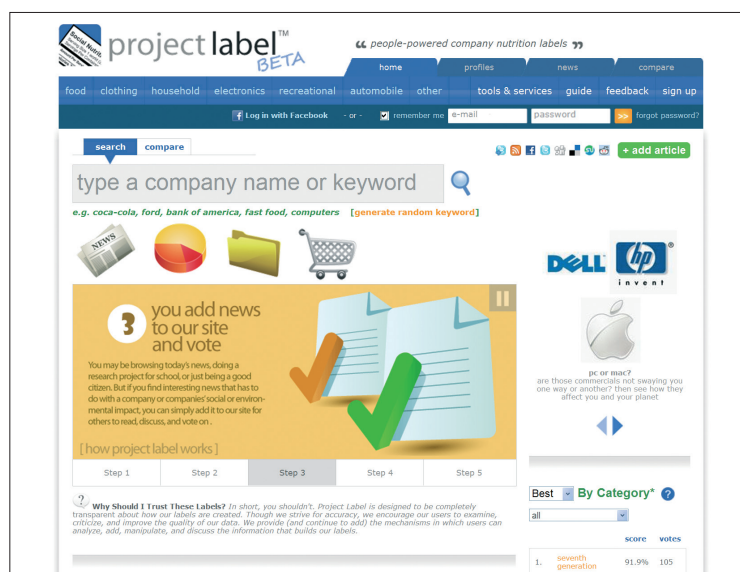 Social Nutrit
project label™
BETA
people-powered company nutrition labels
home profiles news compare
food clothing household electronics recreational automobile other tools & services guide feedback sign up
Log in with Facebook - or - remember me e-mail password >> forgot password?
search compare
+ add article
type a company name or keyword
e.g. coca-cola, ford, bank of america, fast food, computers [generate random keyword]
NEWS
3
you add news
to our site
and vote
You may be browsing today's news, doing a
research project for school, or just being a good
citizen. But if you find interesting news that has to
do with a company or companies' social or environ-
mental impact, you can simply add it to our site for
others to read, discuss, and vote on .
[ how project label works ]
Step 1 Step 2 Step 3 Step 4 Step 5
? Why Should I Trust These Labels? In short, you shouldn't. Project Label is designed to be completely
transparent about how our labels are created. Though we strive for accuracy, we encourage our users to examine,
criticize, and improve the quality of our data. We provide (and continue to add) the mechanisms in which users can
analyze, add, manipulate, and discuss the information that builds our labels.
DELL
hp
®
invent
pc or mac?
are those commercials not swaying you
one way or another? then see how they
affect you and your planet
Best By Category* ?
all
score votes
1. seventh
generation 91.9% 105